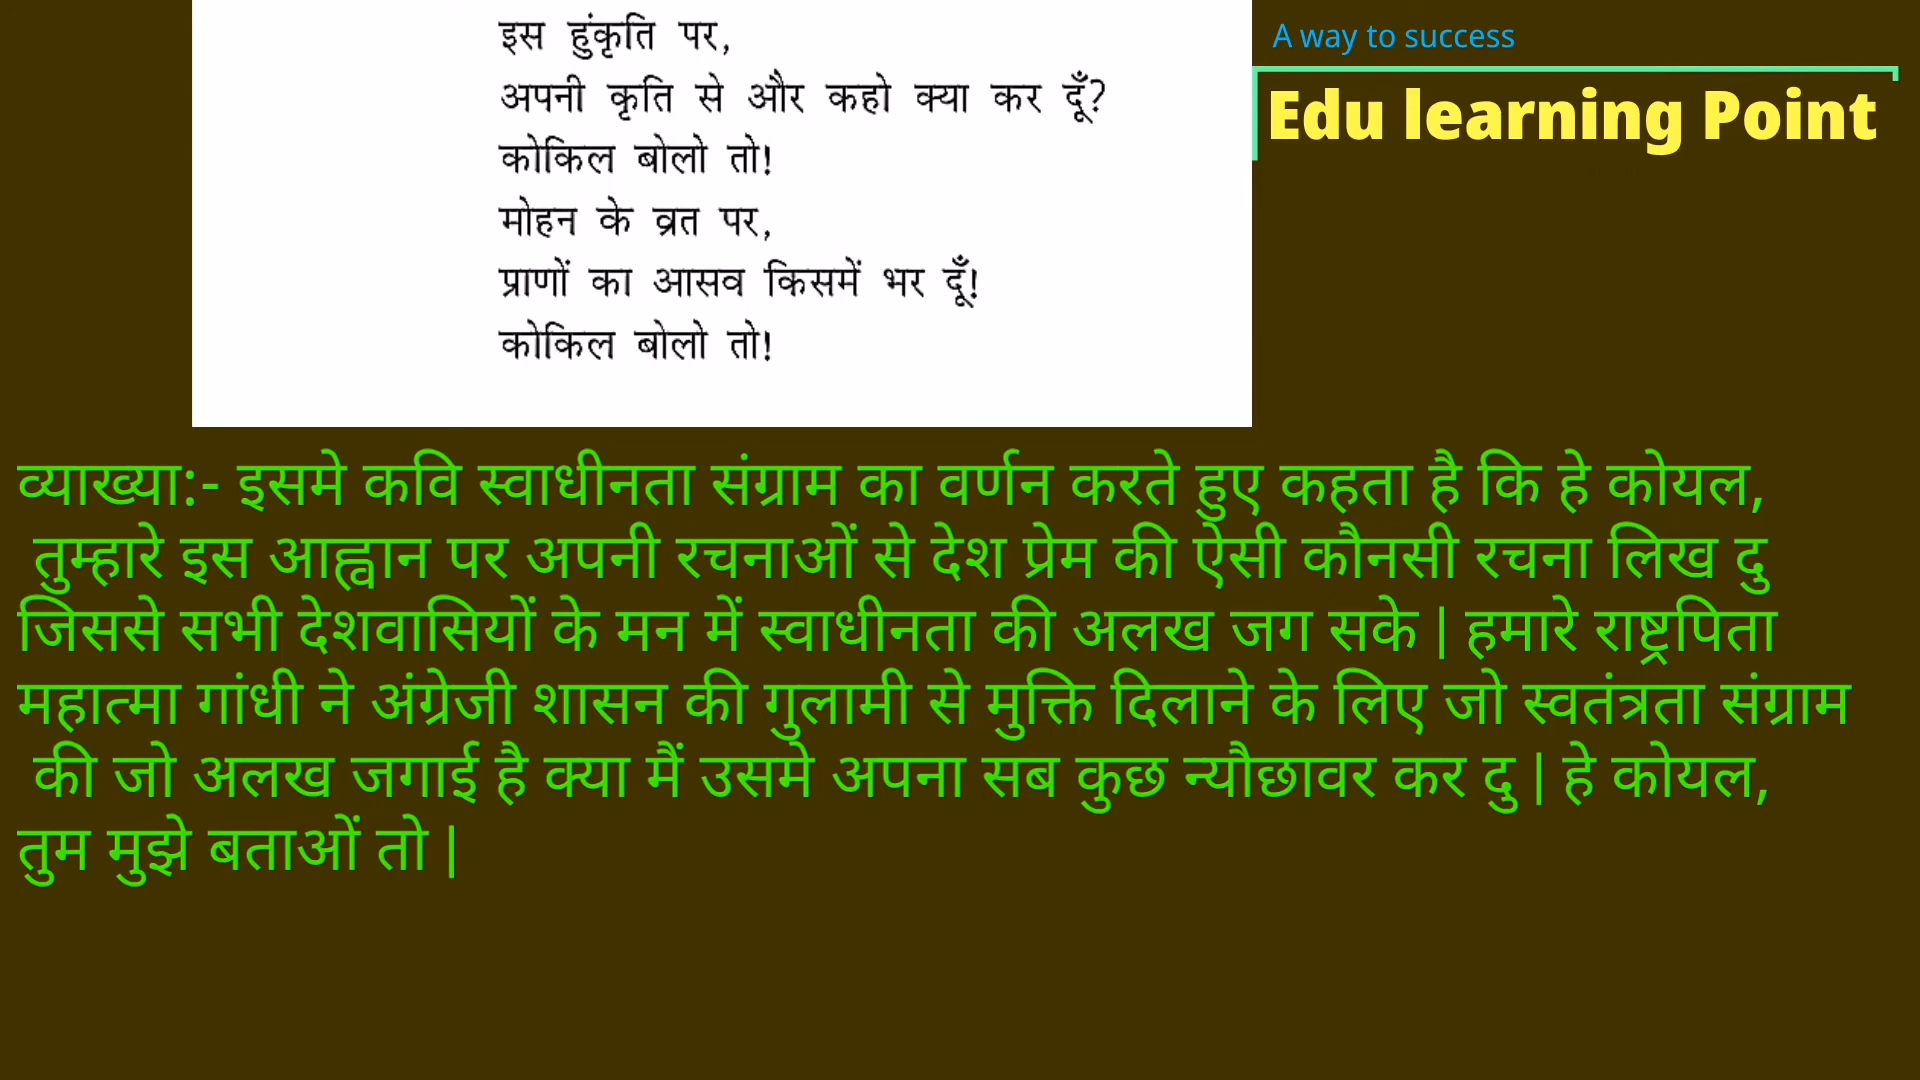 इस हुंकृति पर,
अपनी कृति से और कहो क्या कर दूँ?
कोकिल बोलो तो!
मोहन के व्रत पर,
प्राणों का आसव किसमें भर दूँ!
कोकिल बोलो तो!
A way to success
Edu learning Point
व्याख्या:- इसमे कवि स्वाधीनता संग्राम का वर्णन करते हुए कहता है कि हे कोयल,
तुम्हारे इस आह्वान पर अपनी रचनाओं से देश प्रेम की ऐसी कौनसी रचना लिख दु
जिससे सभी देशवासियों के मन में स्वाधीनता की अलख जग सके | हमारे राष्ट्रपिता
महात्मा गांधी ने अंग्रेजी शासन की गुलामी से मुक्ति दिलाने के लिए जो स्वतंत्रता संग्राम
की जो अलख जगाई है क्या मैं उसमे अपना सब कुछ न्यौछावर कर दु | हे कोयल,
तुम मुझे बताओं तो |